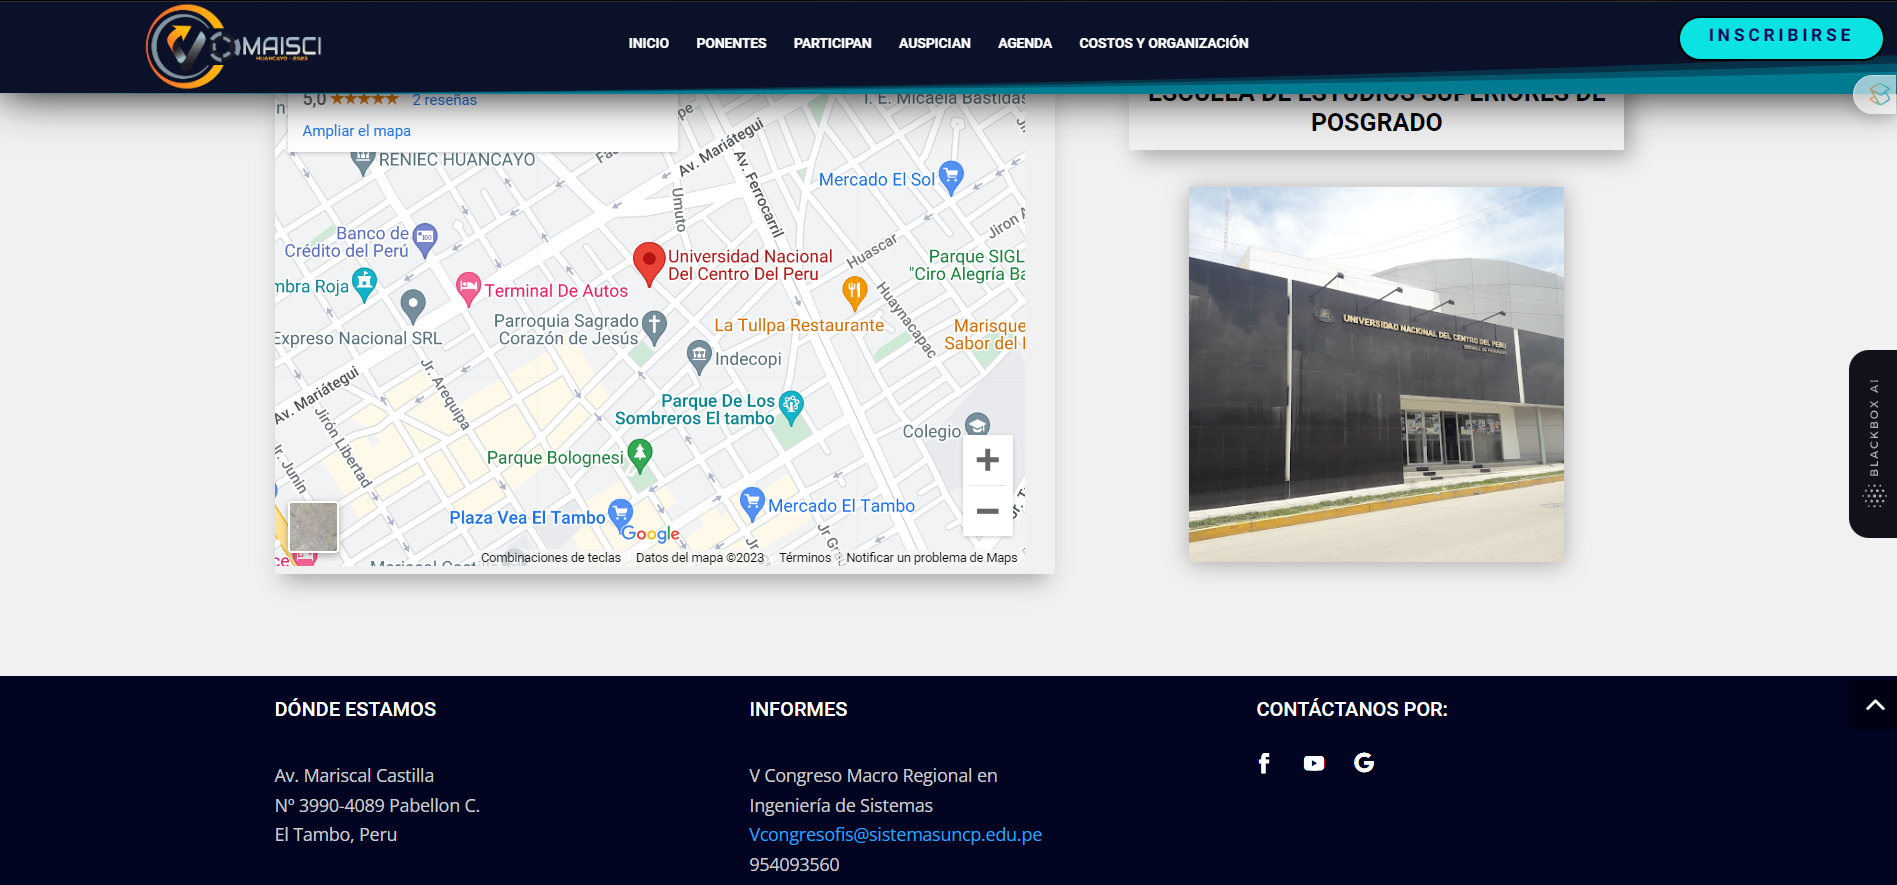 COMAISCI
HUANCAYO - 2023
INICIO
PONENTES
PARTICIPAN
AUSPICIAN
AGENDA
COSTOS Y ORGANIZACIÓN
INSCRIBIRSE
5,0
2 reseñas
Ampliar el mapa
I. E. Micaela Bastidas
RENIEC HUANCAYO
Av. Mariátegui
Av. Ferrocarril
Umuto
Mercado El Sol
Banco de
Crédito del Perú
Jirón A
Huascar
Universidad Nacional
Del Centro Del Peru
Parque SIGL
"Ciro Alegría Ba
mbra Roja
Terminal De Autos
Huaynacapac
Parroquia Sagrado
Corazón de Jesús
La Tullpa Restaurante
Marisque
Sabor del
Expreso Nacional SRL
Indecopi
Av. Mariátegui
Jr. Arequipa
Jirón Libertad
Jr. Junin
Parque De Los
Sombreros El tambo
Colegio
Parque Bolognesi
Plaza Vea El Tambo
Mercado El Tambo
Google
Combinaciones de teclas
Datos del mapa ©2023
Términos
Notificar un problema de Maps
ESCUELA DE ESTUDIOS SUPERIORES DE
POSGRADO
UNIVERSIDAD NACIONAL DEL CENTRO DEL PERU
ESCUELA DE POSGRADO
BLACKBOX AI
DÓNDE ESTAMOS
Av. Mariscal Castilla
Nº 3990-4089 Pabellon C.
El Tambo, Peru
INFORMES
V Congreso Macro Regional en
Ingeniería de Sistemas
Vcongresofis@sistemasuncp.edu.pe
954093560
CONTÁCTANOS POR: